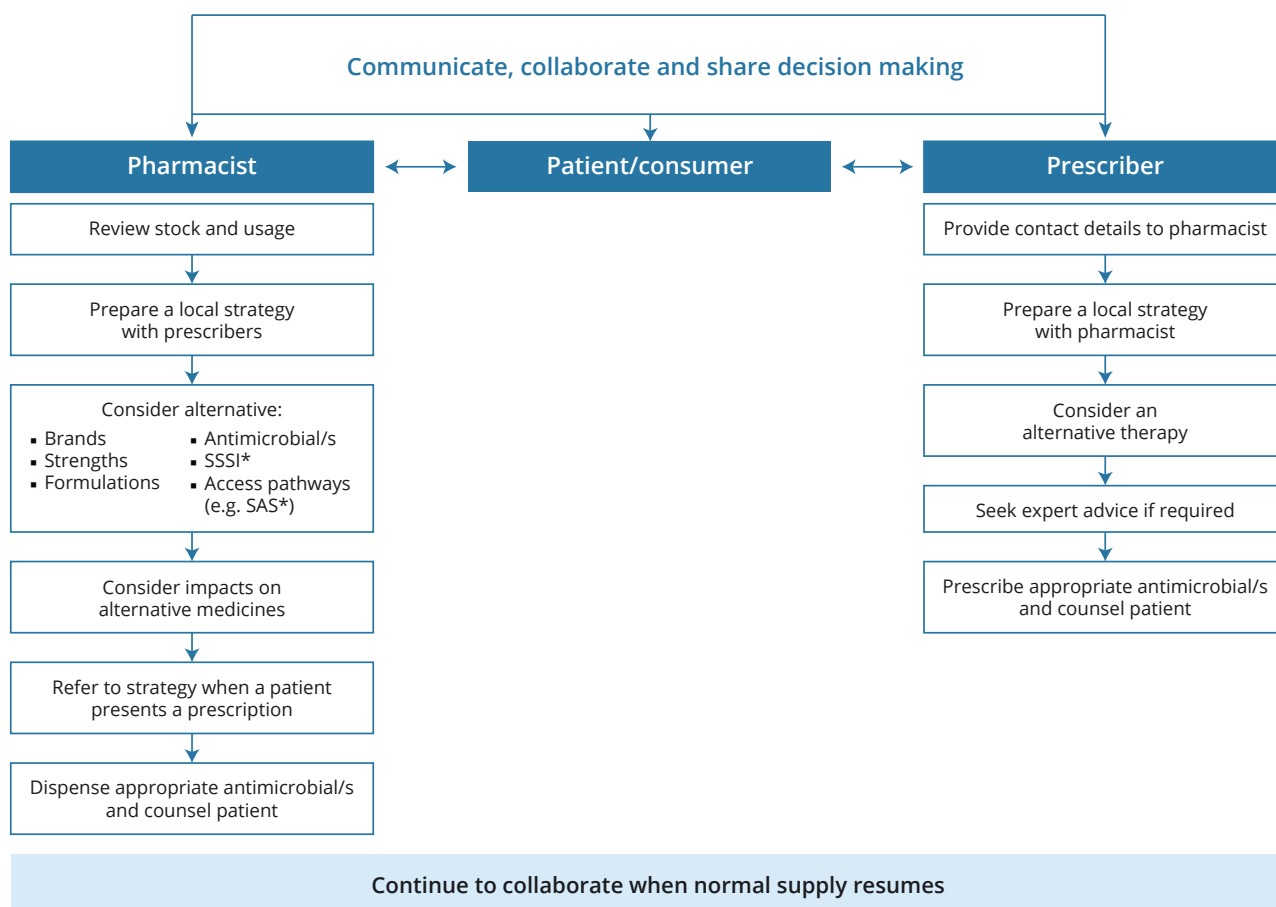 Communicate, collaborate and share decision making
Pharmacist
Patient/consumer
Prescriber
Review stock and usage
Prepare a local strategy
with prescribers
Consider alternative:
▪ Brands
▪ Strengths
▪ Formulations
▪ Antimicrobial/s
▪ SSSI*
▪ Access pathways
(e.g. SAS*)
Consider impacts on
alternative medicines
Refer to strategy when a patient
presents a prescription
Dispense appropriate antimicrobial/s
and counsel patient
Provide contact details to pharmacist
Prepare a local strategy
with pharmacist
Consider an
alternative therapy
Seek expert advice if required
Prescribe appropriate antimicrobial/s
and counsel patient
Continue to collaborate when normal supply resumes